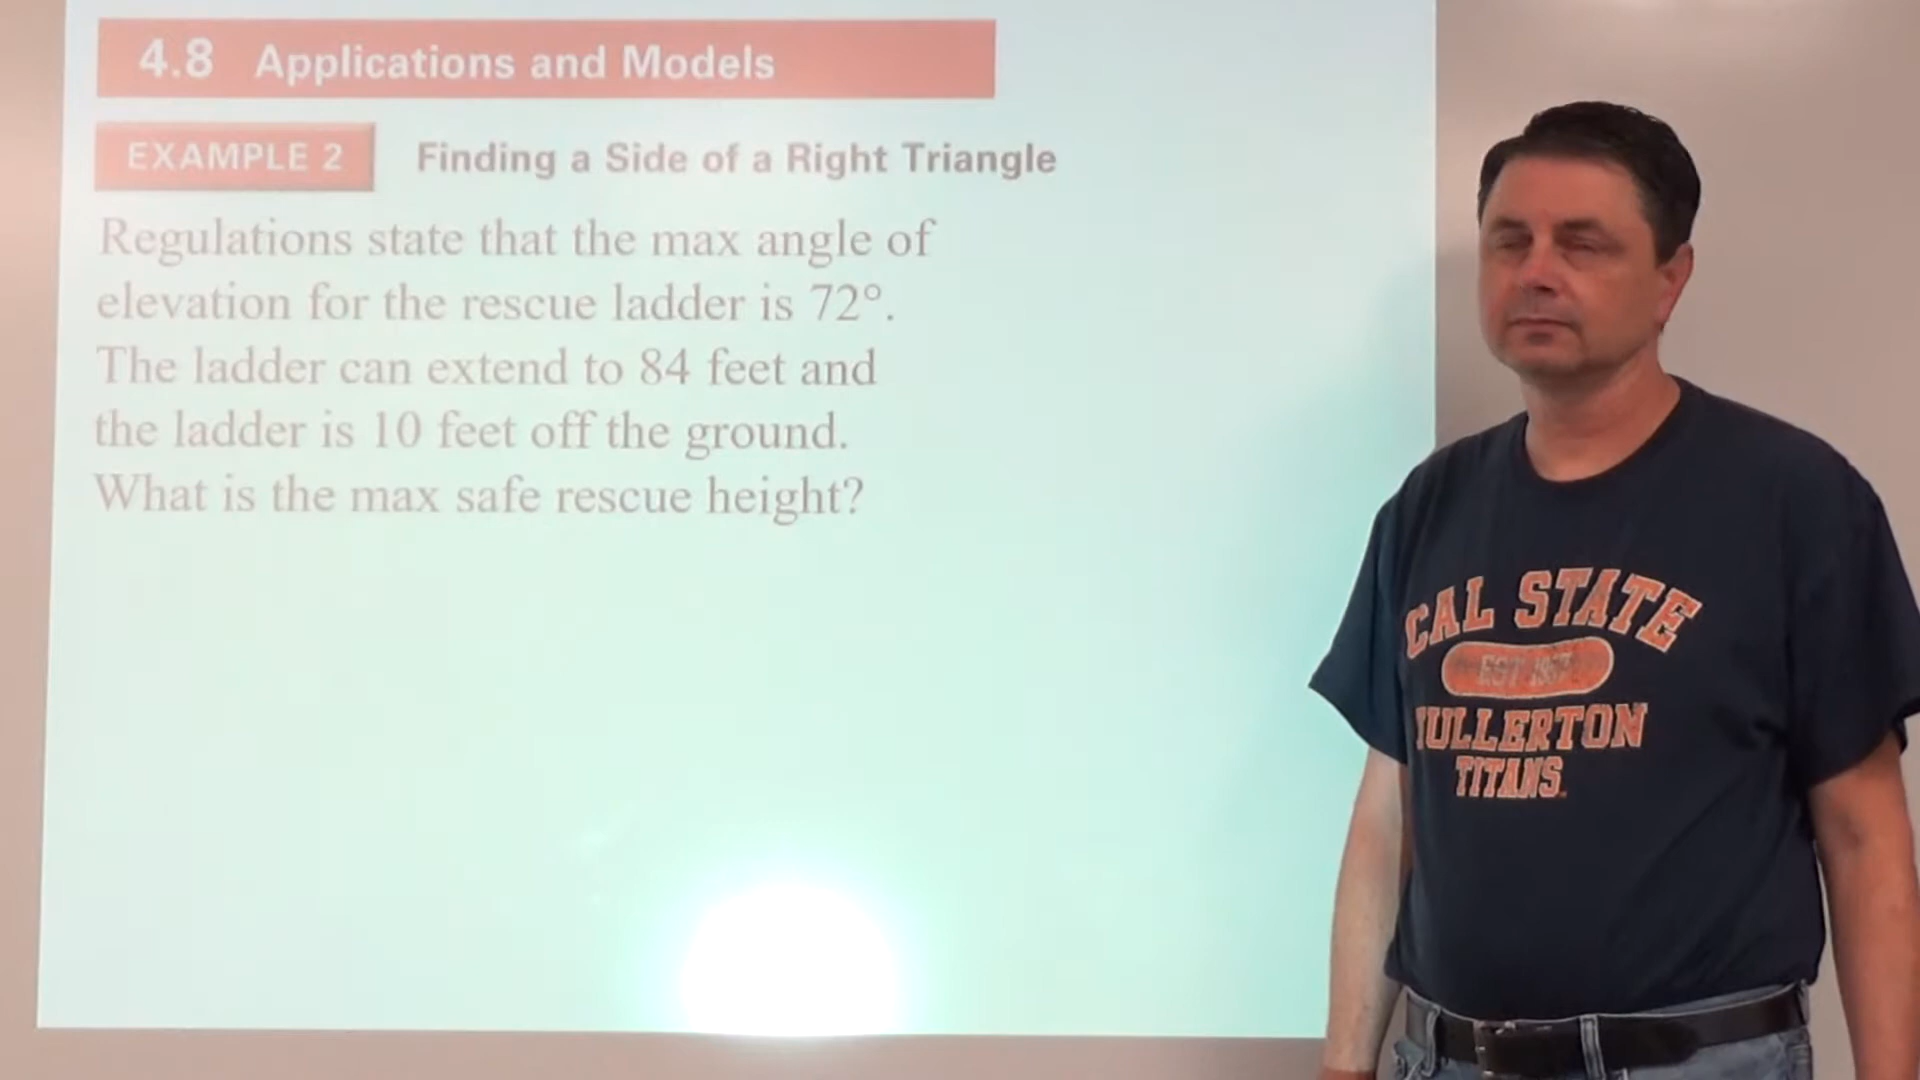 4.8 Applications and Models
EXAMPLE 2 Finding a Side of a Right Triangle
Regulations state that the max angle of
elevation for the rescue ladder is 72°.
The ladder can extend to 84 feet and
the ladder is 10 feet off the ground.
What is the max safe rescue height?
CAL STATE
EST 1957
FULLERTON
TITANS